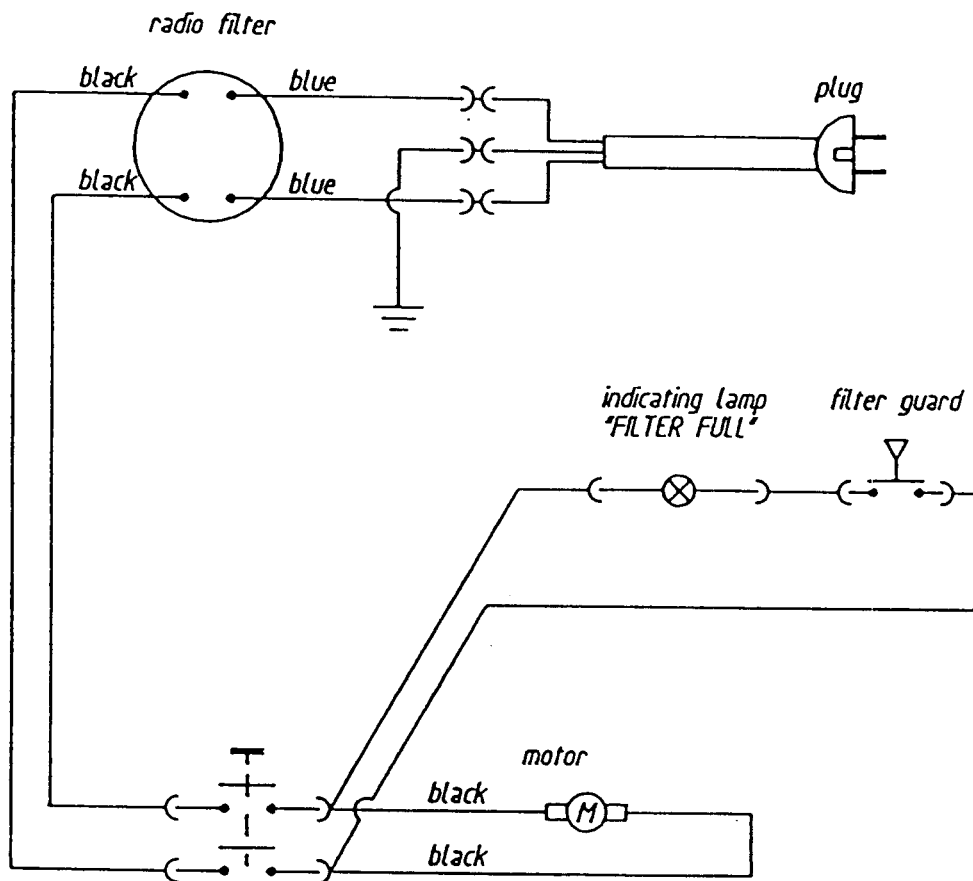 radio filter
black
blue
plug
black
blue
indicating lamp
"FILTER FULL"
filter guard
motor
black
M
black